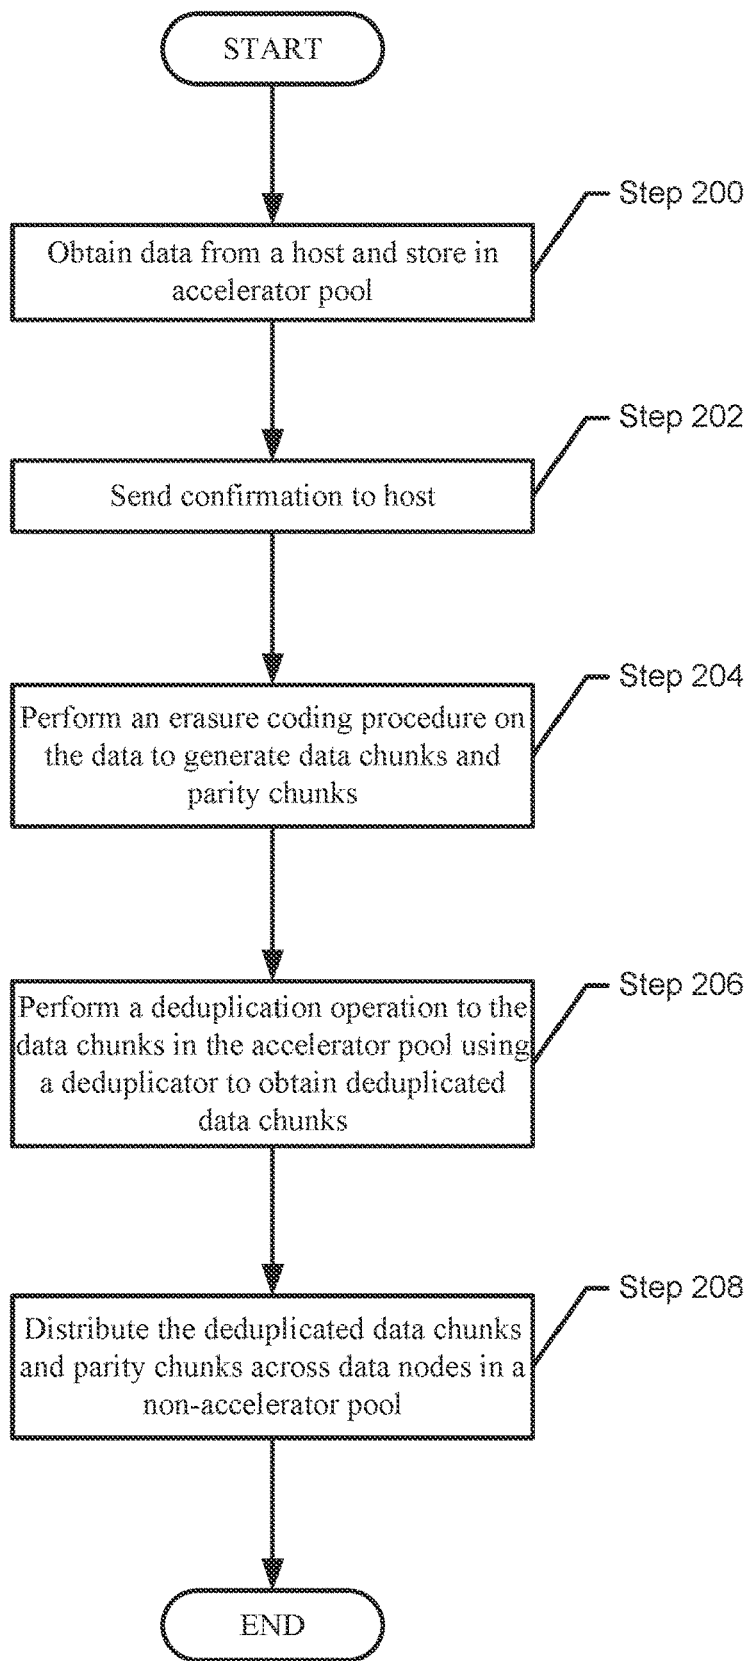 START
Step 200
Obtain data from a host and store in
accelerator pool
Step 202
Send confirmation to host
Step 204
Perform an erasure coding procedure on
the data to generate data chunks and
parity chunks
Step 206
Perform a deduplication operation to the
data chunks in the accelerator pool using
a deduplicator to obtain deduplicated
data chunks
Step 208
Distribute the deduplicated data chunks
and parity chunks across data nodes in a
non-accelerator pool
END